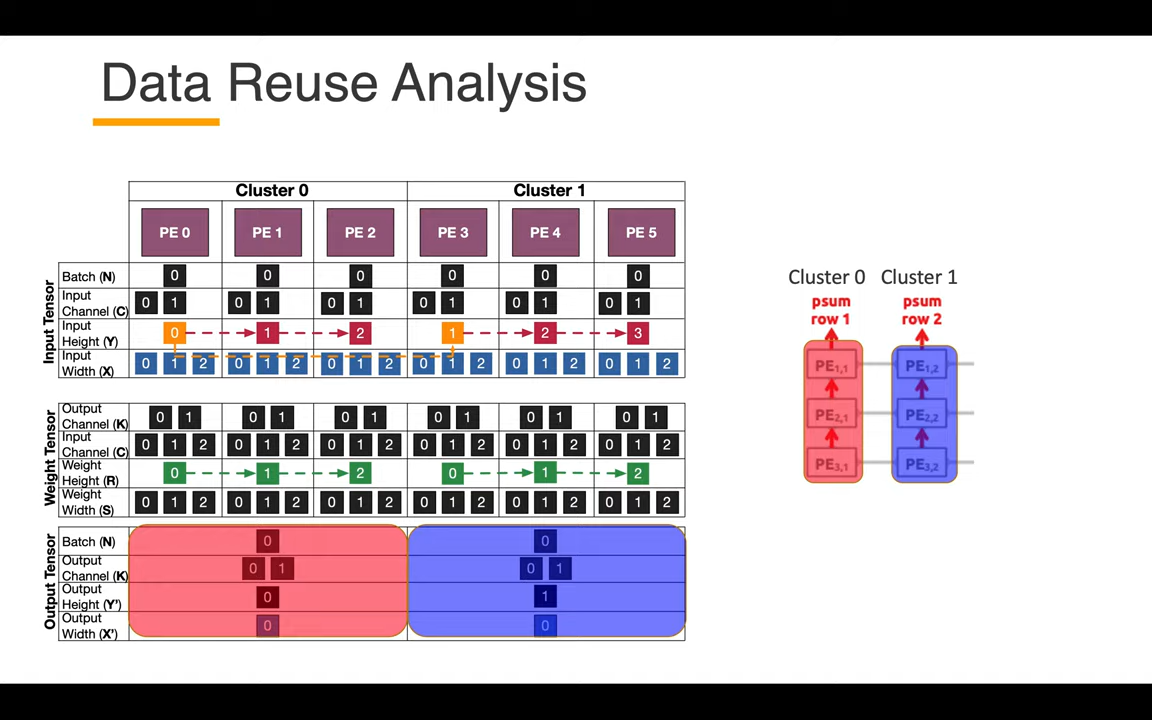 Data Reuse Analysis
Cluster 0 Cluster 1
PE 0 PE 1 PE 2 PE 3 PE 4 PE 5
Input Tensor
Batch (N) 0 0 0 0 0 0
Input
Channel (C) 0 1 0 1 0 1 0 1 0 1 0 1
Input
Height (Y) 0 1 2 1 2 3
Input
Width (X) 0 1 2 0 1 2 0 1 2 0 1 2 0 1 2 0 1 2
Weight Tensor
Output
Channel (K) 0 1 0 1 0 1 0 1 0 1 0 1
Input
Channel (C) 0 1 2 0 1 2 0 1 2 0 1 2 0 1 2 0 1 2
Weight
Height (R) 0 1 2 0 1 2
Weight
Width (S) 0 1 2 0 1 2 0 1 2 0 1 2 0 1 2 0 1 2
Output Tensor
Batch (N) 0 0
Output
Channel (K) 0 1 0 1
Output
Height (Y') 0 1
Output
Width (X') 0 0
Cluster 0 Cluster 1
psum psum
row 1 row 2
PE1,1 PE1,2
PE2,1 PE2,2
PE3,1 PE3,2